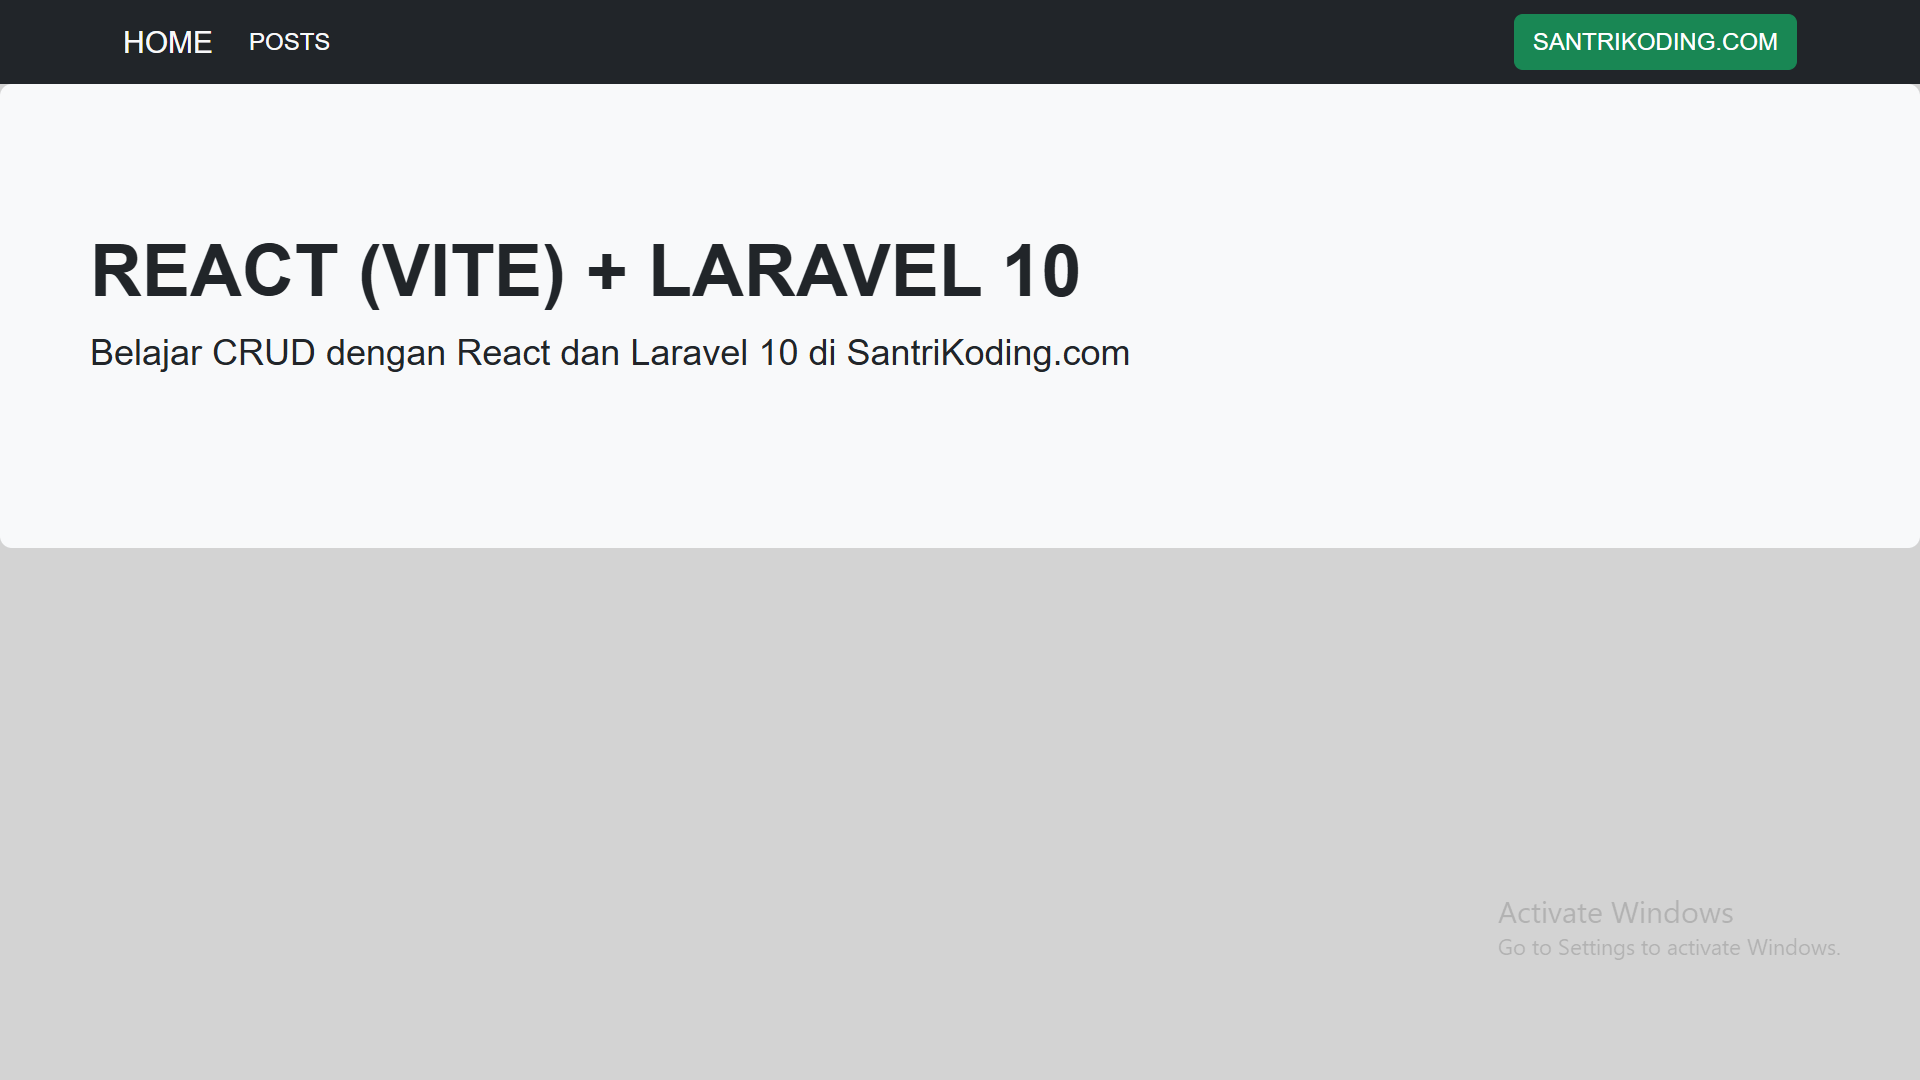 HOME POSTS SANTRIKODING.COM
REACT (VITE) + LARAVEL 10
Belajar CRUD dengan React dan Laravel 10 di SantriKoding.com
Activate Windows
Go to Settings to activate Windows.